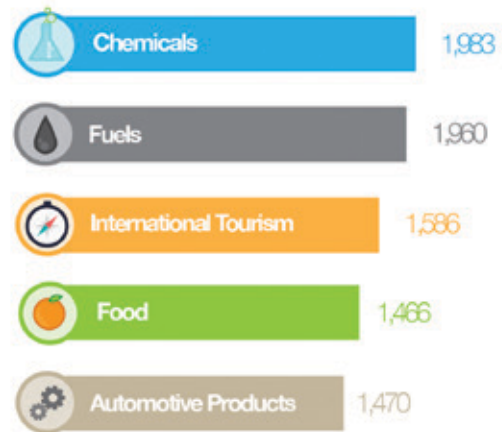 Chemicals 1,983
Fuels 1,960
International Tourism 1,586
Food 1,466
Automotive Products 1,470